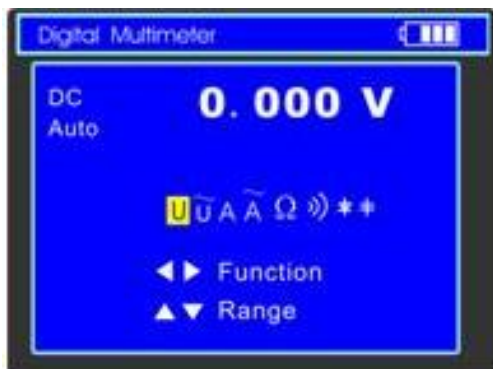 Digital Multimeter
DC
0.000 V
Auto
U Ũ A Ã Ω
Function
Range